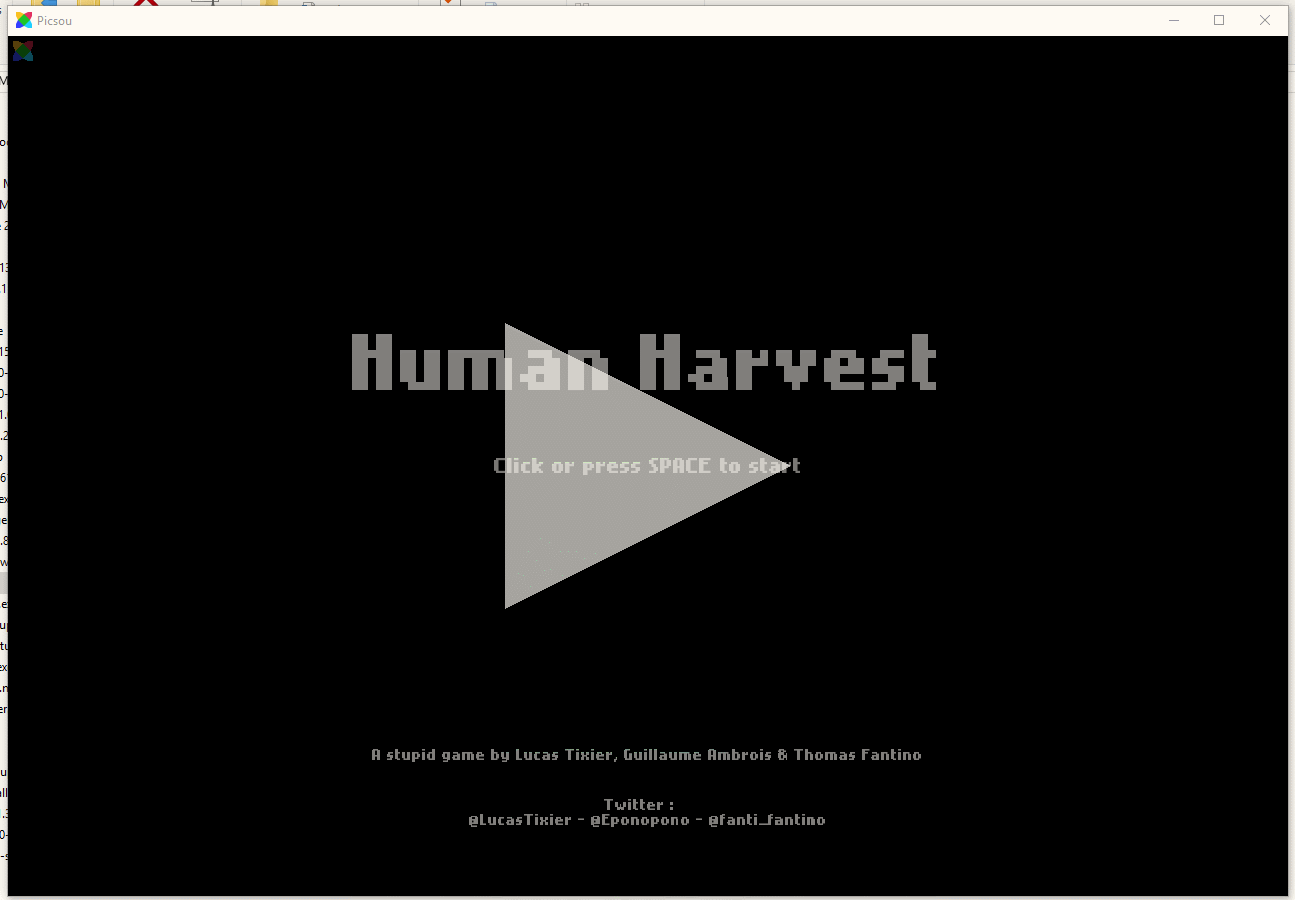 Picsou
Human Harvest
Click or press SPACE to start
A stupid game by Lucas Tixier, Guillaume Ambrois & Thomas Fantino
Twitter :
@LucasTixier - @Eponopono - @fanti_fantino